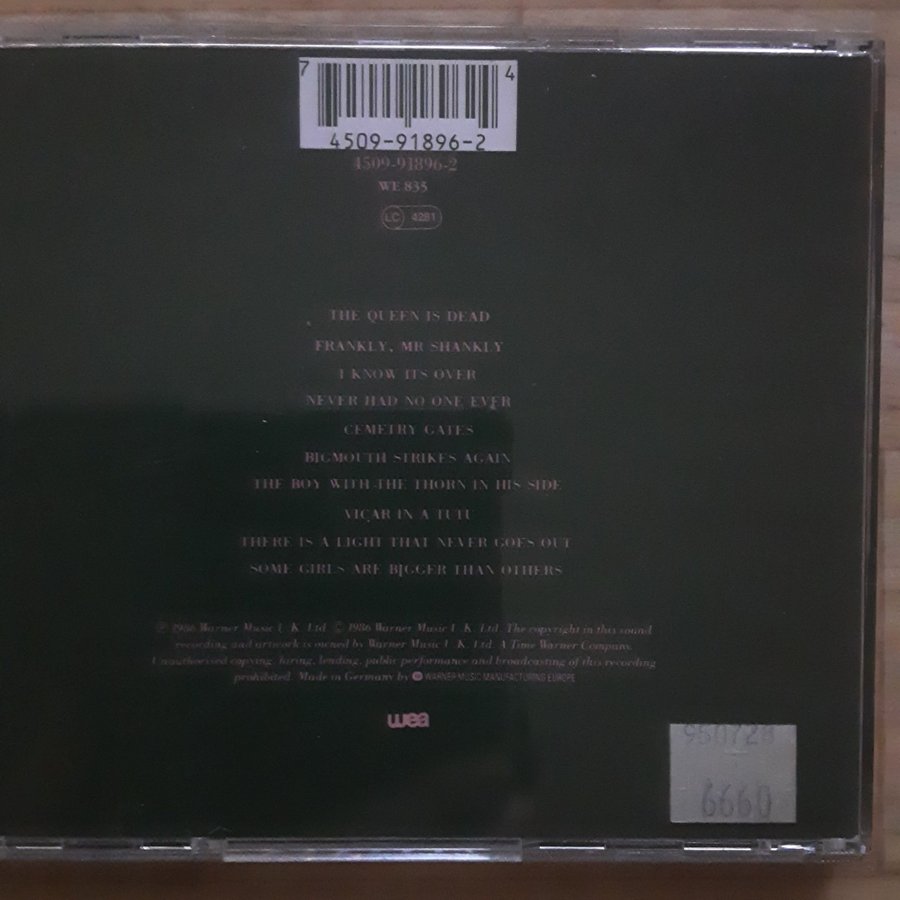 7 4
4509-91896-2
4509-91896-2
WE 835
LC 4281
THE QUEEN IS DEAD
FRANKLY, MR SHANKLY
I KNOW ITS OVER
NEVER HAD NO ONE EVER
CEMETRY GATES
BIGMOUTH STRIKES AGAIN
THE BOY WITH THE THORN IN HIS SIDE
VICAR IN A TUTU
THERE IS A LIGHT THAT NEVER GOES OUT
SOME GIRLS ARE BIGGER THAN OTHERS
℗ 1986 Warner Music U.K. Ltd. © 1986 Warner Music U.K. Ltd. The copyright in this sound
recording and artwork is owned by Warner Music U.K. Ltd. A Time Warner Company.
Unauthorised copying, hiring, lending, public performance and broadcasting of this recording
prohibited. Made in Germany by WARNER MUSIC MANUFACTURING EUROPE
wea
950728
6660